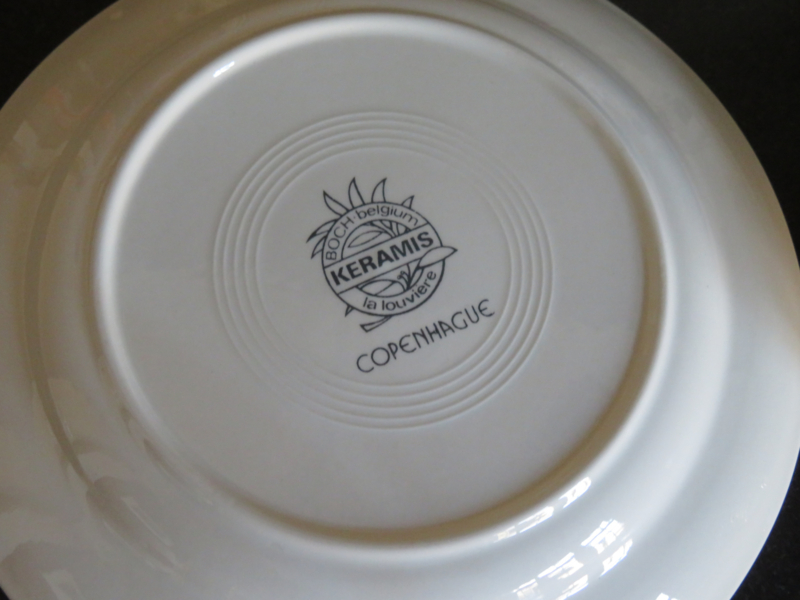 BOCH-belgium
KERAMIS
la louvière
COPENHAGUE